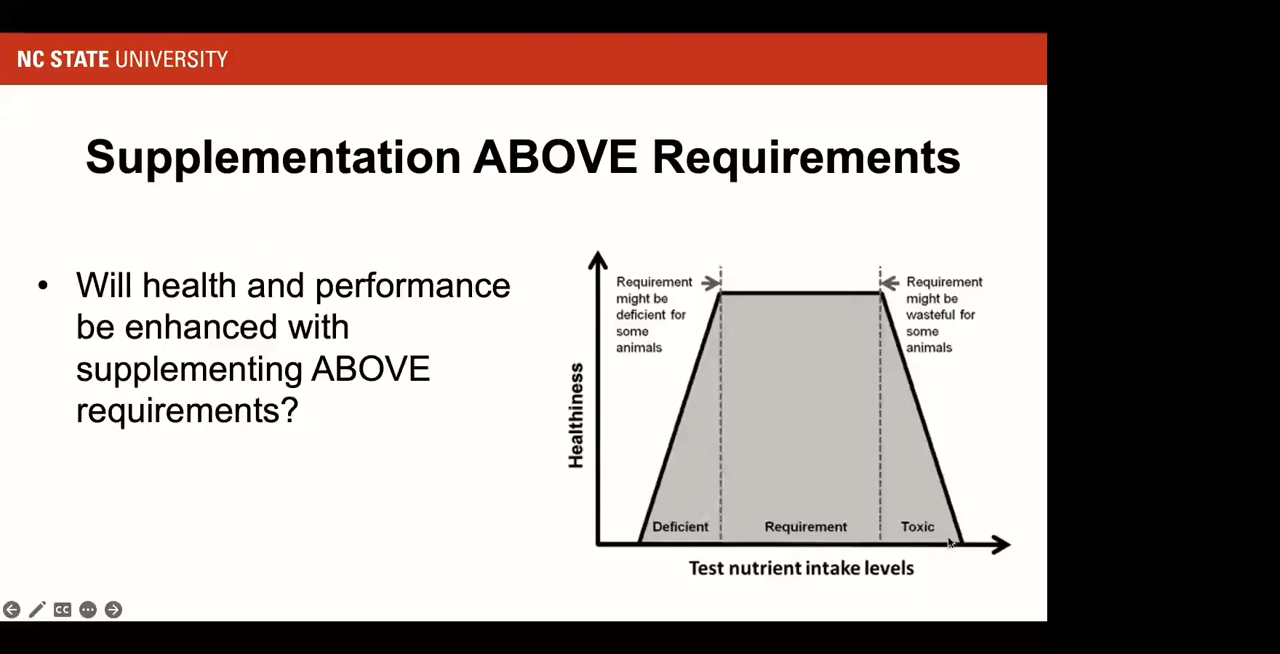 NC STATE UNIVERSITY
Supplementation ABOVE Requirements
• Will health and performance
be enhanced with
supplementing ABOVE
requirements?
Requirement
might be
deficient for
some
animals
Requirement
might be
wasteful for
some
animals
Healthiness
Deficient
Requirement
Toxic
Test nutrient intake levels
CC